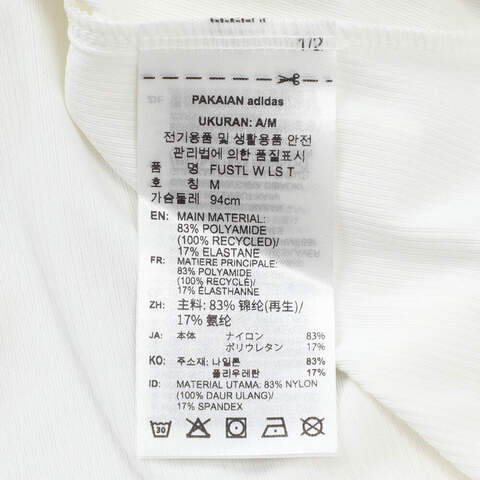 1/2
PAKAIAN adidas
UKURAN: A/M
전기용품 및 생활용품 안전
관리법에 의한 품질표시
품 명 FUSTL W LS T
호 칭 M
가슴둘레 94cm
EN: MAIN MATERIAL:
83% POLYAMIDE
(100% RECYCLED)/
17% ELASTANE
FR: MATIERE PRINCIPALE:
83% POLYAMIDE
(100% RECYCLÉ)/
17% ÉLASTHANNE
ZH: 主料: 83% 锦纶(再生)/
17% 氨纶
JA: 本体 ナイロン 83%
ポリウレタン 17%
KO: 주소재: 나일론 83%
폴리우레탄 17%
ID: MATERIAL UTAMA: 83% NYLON
(100% DAUR ULANG)/
17% SPANDEX
30